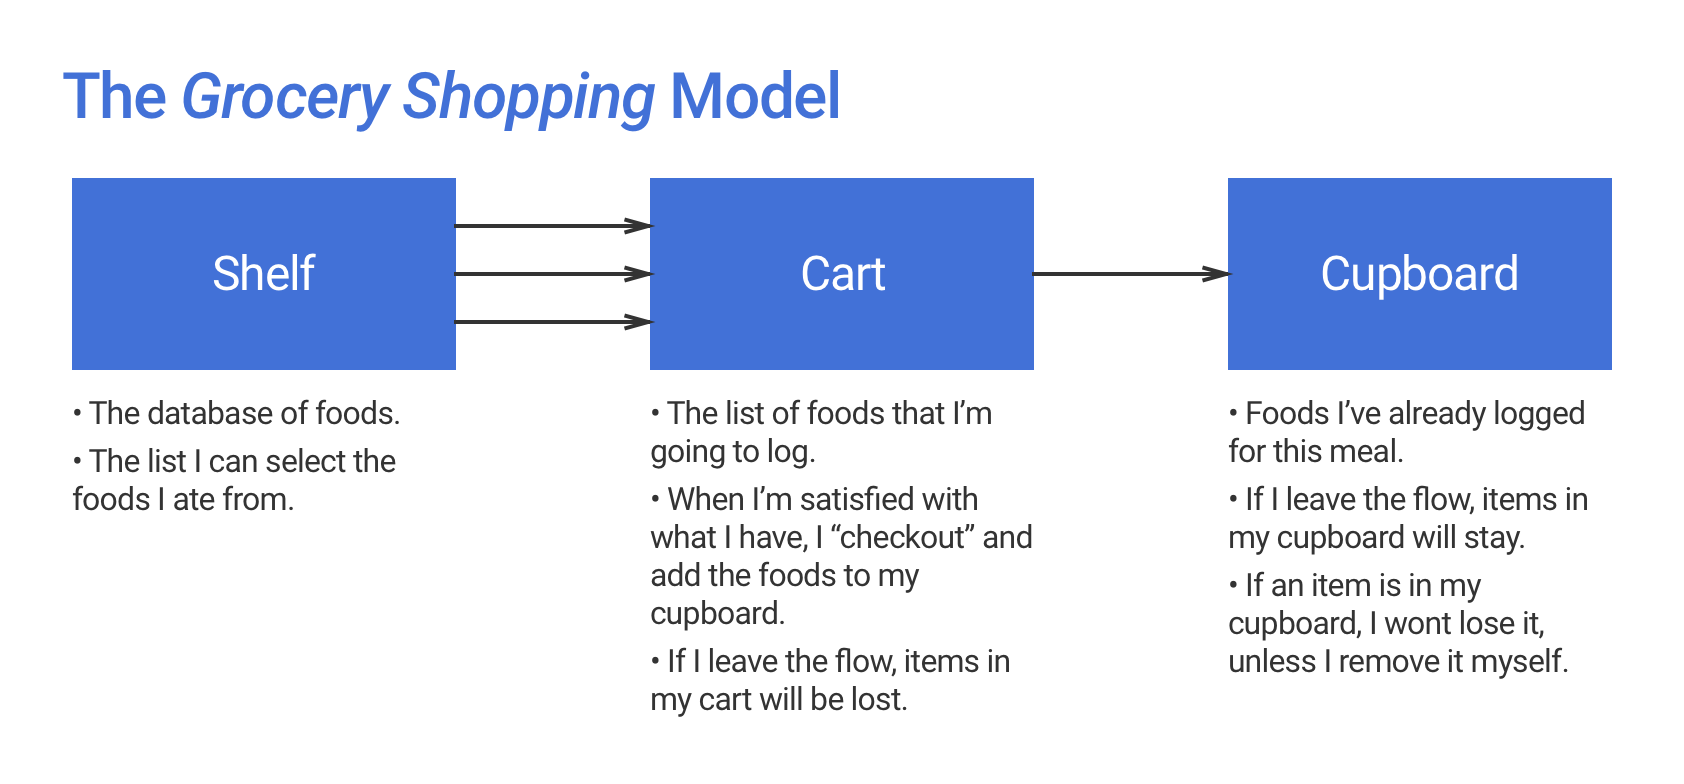 The Grocery Shopping Model
Shelf
Cart
Cupboard
• The database of foods.
• The list I can select the
foods I ate from.
• The list of foods that I’m
going to log.
• When I’m satisfied with
what I have, I “checkout” and
add the foods to my
cupboard.
• If I leave the flow, items in
my cart will be lost.
• Foods I’ve already logged
for this meal.
• If I leave the flow, items in
my cupboard will stay.
• If an item is in my
cupboard, I wont lose it,
unless I remove it myself.